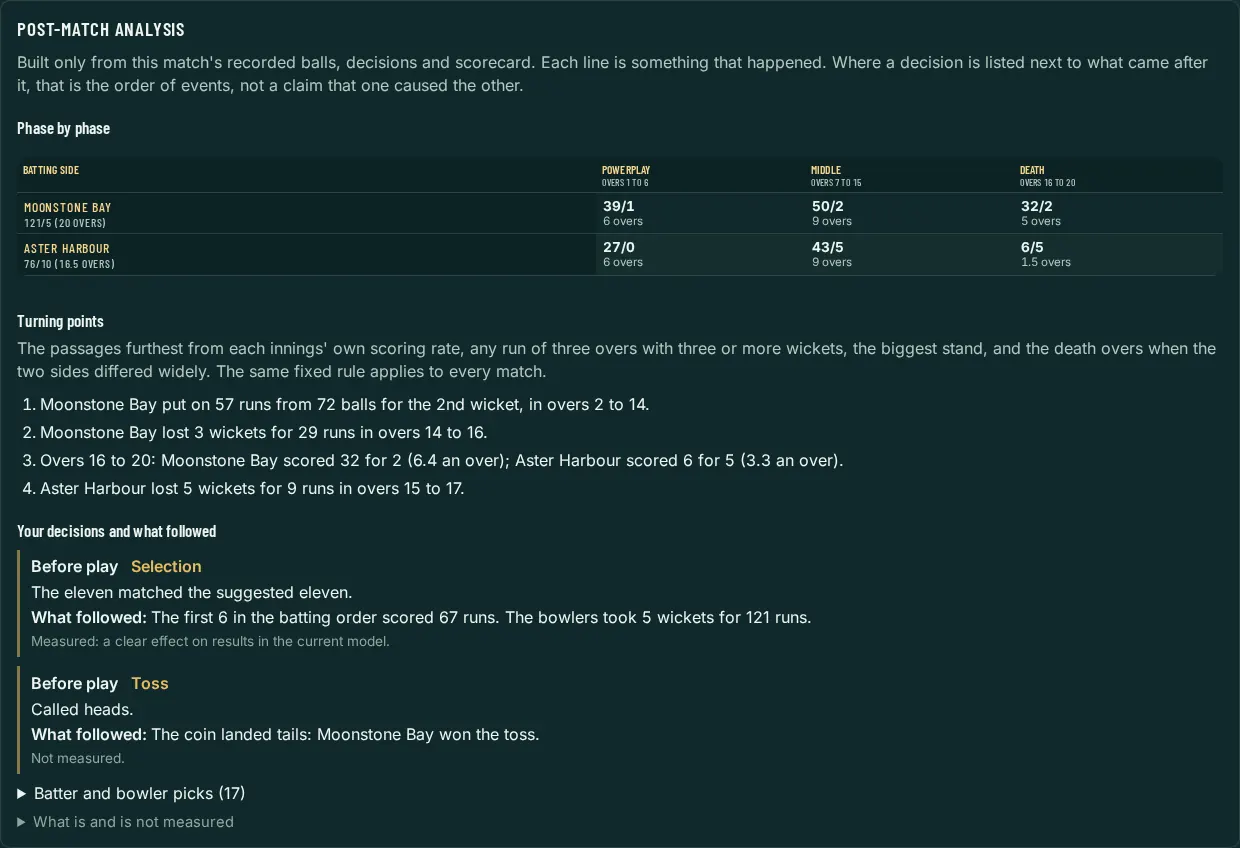 POST-MATCH ANALYSIS
Built only from this match's recorded balls, decisions and scorecard. Each line is something that happened. Where a decision is listed next to what came after
it, that is the order of events, not a claim that one caused the other.
Phase by phase
BATTING SIDE POWERPLAY MIDDLE DEATH
OVERS 1 TO 6 OVERS 7 TO 15 OVERS 16 TO 20
MOONSTONE BAY 39/1 50/2 32/2
121/5 (20 OVERS) 6 overs 9 overs 5 overs
ASTER HARBOUR 27/0 43/5 6/5
76/10 (16.5 OVERS) 6 overs 9 overs 1.5 overs
Turning points
The passages furthest from each innings' own scoring rate, any run of three overs with three or more wickets, the biggest stand, and the death overs when the
two sides differed widely. The same fixed rule applies to every match.
1. Moonstone Bay put on 57 runs from 72 balls for the 2nd wicket, in overs 2 to 14.
2. Moonstone Bay lost 3 wickets for 29 runs in overs 14 to 16.
3. Overs 16 to 20: Moonstone Bay scored 32 for 2 (6.4 an over); Aster Harbour scored 6 for 5 (3.3 an over).
4. Aster Harbour lost 5 wickets for 9 runs in overs 15 to 17.
Your decisions and what followed
Before play Selection
The eleven matched the suggested eleven.
What followed: The first 6 in the batting order scored 67 runs. The bowlers took 5 wickets for 121 runs.
Measured: a clear effect on results in the current model.
Before play Toss
Called heads.
What followed: The coin landed tails: Moonstone Bay won the toss.
Not measured.
▶ Batter and bowler picks (17)
▶ What is and is not measured